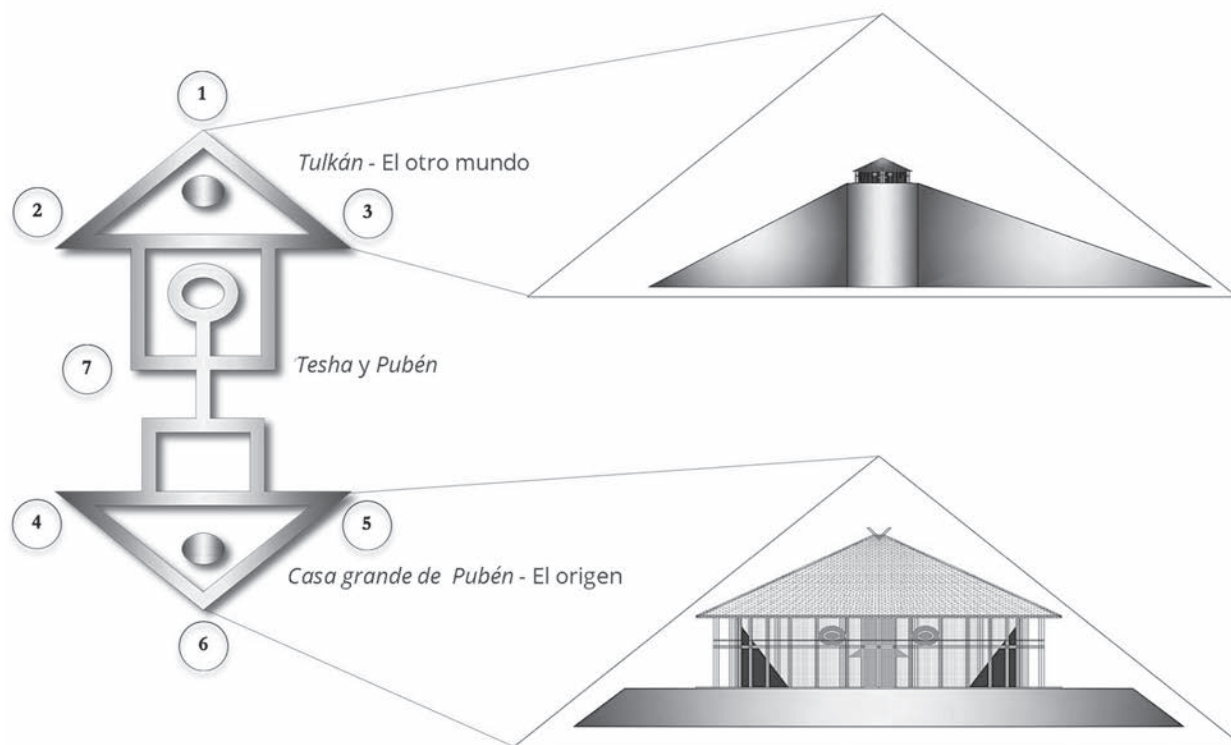 1
Tulkán - El otro mundo
2
3
7
Tesha y Pubén
4
5
Casa grande de Pubén - El origen
6